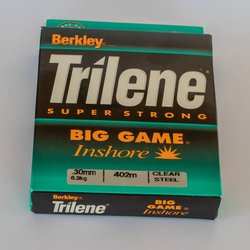 Berkley
Trilene
SUPER STRONG
BIG GAME
Inshore
.30mm 402m CLEAR
6.3kg STEEL
Berkley
Trilene
BIG GAME
Inshore